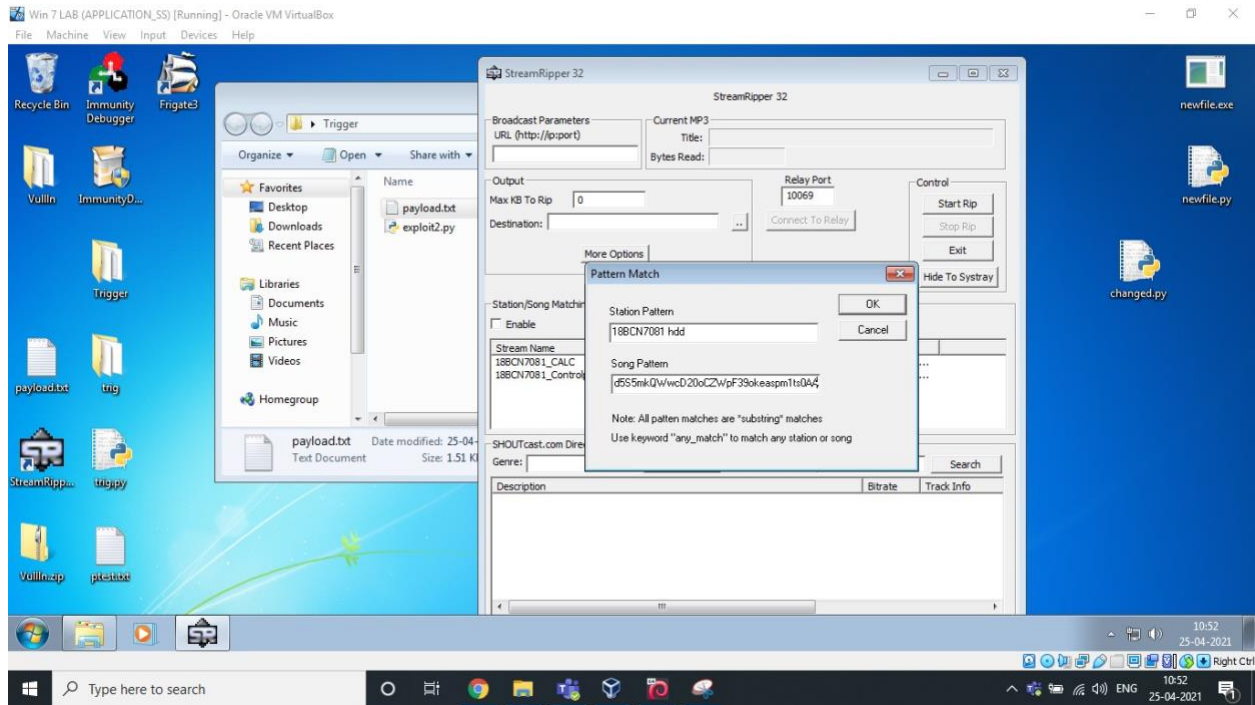 Win 7 LAB (APPLICATION_SS) [Running] - Oracle VM VirtualBox
File Machine View Input Devices Help
Recycle Bin
Immunity Debugger
Frigate3
Vullln
ImmunityD...
Trigger
payload.txt
trig
StreamRipp...
trig.py
Vullln.zip
ptest.txt
Trigger
Organize
Open
Share with
Favorites
Desktop
Downloads
Recent Places
Libraries
Documents
Music
Pictures
Videos
Homegroup
Name
payload.txt
exploit2.py
payload.txt Date modified: 25-04-
Text Document Size: 1.51 K
StreamRipper 32
StreamRipper 32
Broadcast Parameters
URL (http://ip:port)
Current MP3
Title:
Bytes Read:
Output
Max KB To Rip 0
Destination:
..
More Options
Relay Port
10069
Connect To Relay
Control
Start Rip
Stop Rip
Exit
Hide To Systray
Station/Song Matchin
Enable
Stream Name
18BCN7081_CALC
...
18BCN7081_Control
...
Pattern Match
Station Pattern
18BCN7081 hdd
OK
Cancel
Song Pattern
Note: All patten matches are "substring" matches
Use keyword "any_match" to match any station or song
SHOUTcast.com Dire
Genre:
Search
Description Bitrate Track Info
newfile.exe
newfile.py
changed.py
10:52
25-04-2021
Right Ctrl
Type here to search
ENG
10:52
25-04-2021